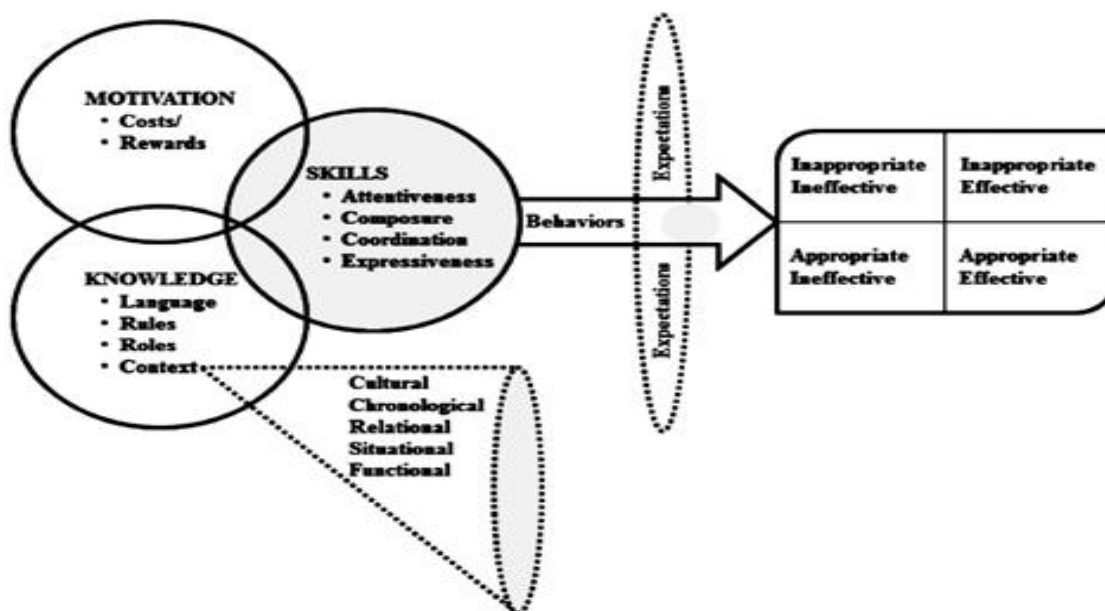 MOTIVATION
• Costs/
• Rewards
SKILLS
• Attentiveness
• Composure
• Coordination
• Expressiveness
KNOWLEDGE
• Language
• Rules
• Roles
• Context
Cultural
Chronological
Relational
Situational
Functional
Behaviors
Expectations
Expectations
Inappropriate
Ineffective
Inappropriate
Effective
Appropriate
Ineffective
Appropriate
Effective